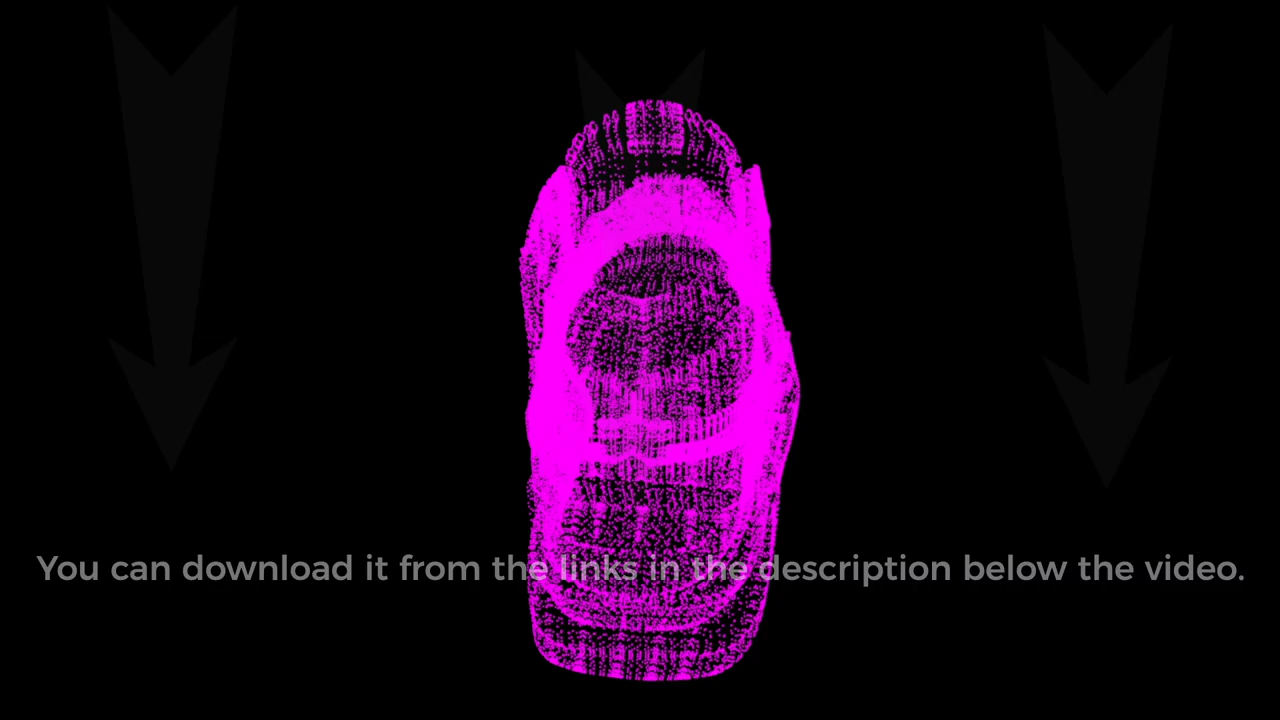 You can download it from the links in the description below the video.